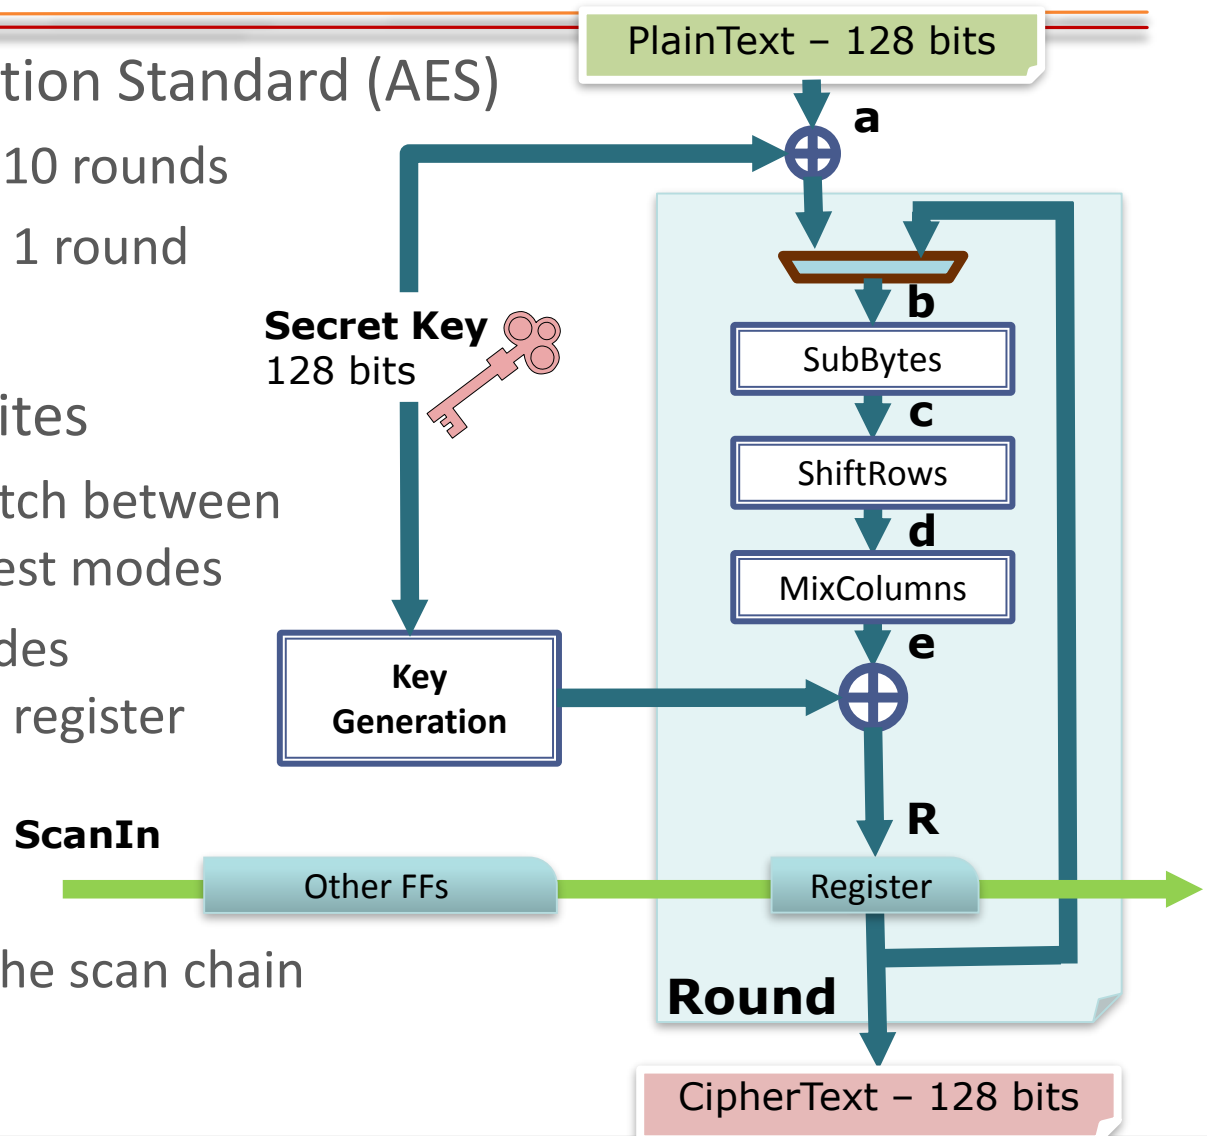 PlainText – 128 bits
tion Standard (AES)
a
10 rounds
1 round
b
Secret Key
128 bits
SubBytes
c
ites
ShiftRows
tch between
d
est modes
MixColumns
e
des
Key
Generation
register
R
ScanIn
Other FFs
Register
he scan chain
Round
CipherText – 128 bits